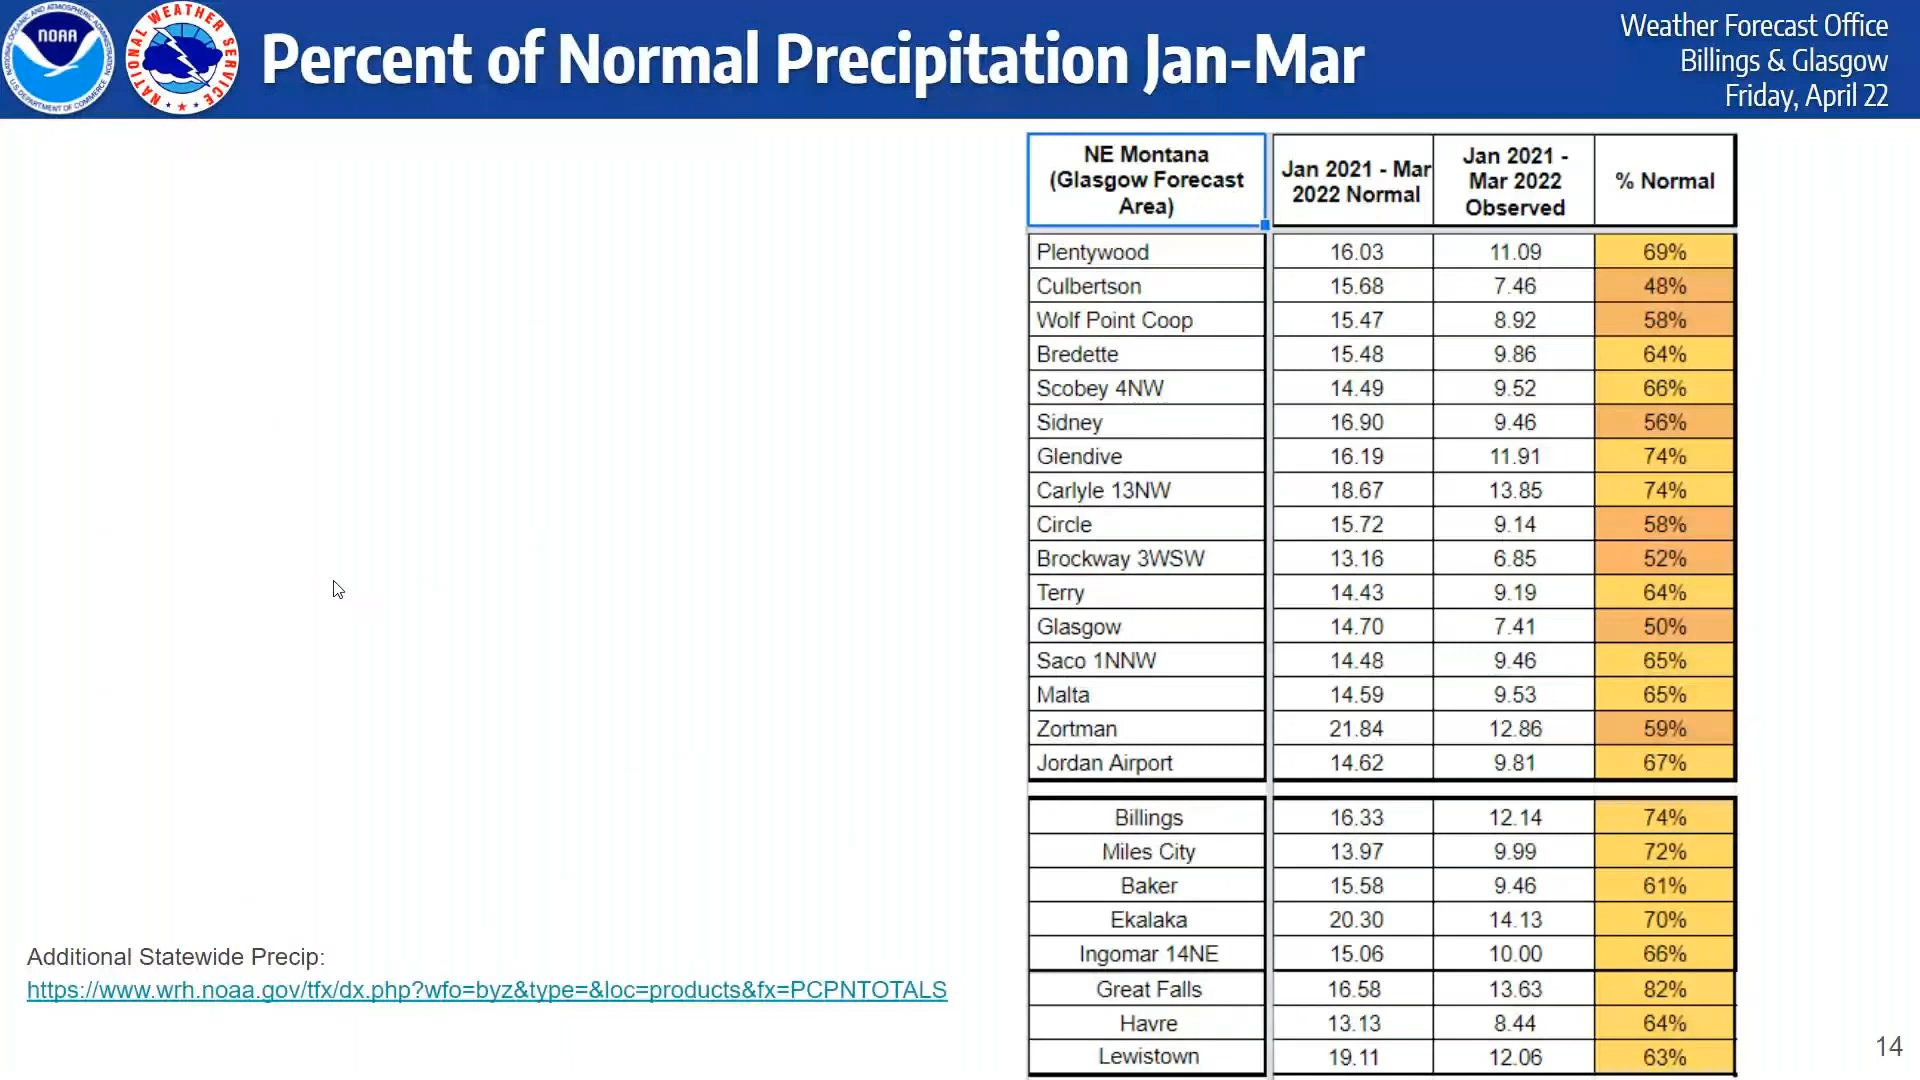 NOAA
NATIONAL OCEANIC AND ATMOSPHERIC ADMINISTRATION
U.S. DEPARTMENT OF COMMERCE
NATIONAL WEATHER SERVICE
Percent of Normal Precipitation Jan-Mar
Weather Forecast Office
Billings & Glasgow
Friday, April 22
NE Montana
(Glasgow Forecast
Area)
Jan 2021 - Mar
2022 Normal
Jan 2021 -
Mar 2022
Observed
% Normal
Plentywood 16.03 11.09 69%
Culbertson 15.68 7.46 48%
Wolf Point Coop 15.47 8.92 58%
Bredette 15.48 9.86 64%
Scobey 4NW 14.49 9.52 66%
Sidney 16.90 9.46 56%
Glendive 16.19 11.91 74%
Carlyle 13NW 18.67 13.85 74%
Circle 15.72 9.14 58%
Brockway 3WSW 13.16 6.85 52%
Terry 14.43 9.19 64%
Glasgow 14.70 7.41 50%
Saco 1NNW 14.48 9.46 65%
Malta 14.59 9.53 65%
Zortman 21.84 12.86 59%
Jordan Airport 14.62 9.81 67%
Billings 16.33 12.14 74%
Miles City 13.97 9.99 72%
Baker 15.58 9.46 61%
Ekalaka 20.30 14.13 70%
Ingomar 14NE 15.06 10.00 66%
Great Falls 16.58 13.63 82%
Havre 13.13 8.44 64%
Lewistown 19.11 12.06 63%
Additional Statewide Precip:
https://www.wrh.noaa.gov/tfx/dx.php?wfo=byz&type=&loc=products&fx=PCPNTOTALS
14